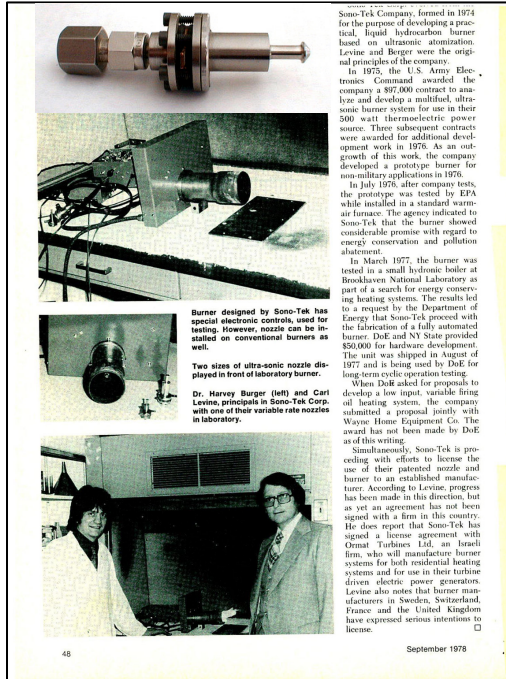 Sono-Tek Company, formed in 1974
for the purpose of developing a prac-
tical, liquid hydrocarbon burner
based on ultrasonic atomization.
Levine and Berger were the origi-
nal principles of the company.
In 1975, the U.S. Army Elec-
tronics Command awarded the
company a $97,000 contract to ana-
lyze and develop a multifuel, ultra-
sonic burner system for use in their
500 watt thermoelectric power
source. Three subsequent contracts
were awarded for additional devel-
opment work in 1976. As an out-
growth of this work, the company
developed a prototype burner for
non-military applications in 1976.
In July 1976, after company tests,
the prototype was tested by EPA
while installed in a standard warm-
air furnace. The agency indicated to
Sono-Tek that the burner showed
considerable promise with regard to
energy conservation and pollution
abatement.
In March 1977, the burner was
tested in a small hydronic boiler at
Brookhaven National Laboratory as
part of a search for energy conserv-
ing heating systems. The results led
to a request by the Department of
Energy that Sono-Tek proceed with
the fabrication of a fully automated
burner. DoE and NY State provided
$50,000 for hardware development.
The unit was shipped in August of
1977 and is being used by DoE for
long-term cyclic operation testing.
When DoE asked for proposals to
develop a low input, variable firing
oil heating system, the company
submitted a proposal jointly with
Wayne Home Equipment Co. The
award has not been made by DoE
as of this writing.
Simultaneously, Sono-Tek is pro-
ceding with efforts to license the
use of their patented nozzle and
burner to an established manufac-
turer. According to Levine, progress
has been made in this direction, but
as yet an agreement has not been
signed with a firm in this country.
He does report that Sono-Tek has
signed a license agreement with
Ormat Turbines Ltd, an Israeli
firm, who will manufacture burner
systems for both residential heating
systems and for use in their turbine
driven electric power generators.
Levine also notes that burner man-
ufacturers in Sweden, Switzerland,
France and the United Kingdom
have expressed serious intentions to
license.
Burner designed by Sono-Tek has
special electronic controls, used for
testing. However, nozzle can be in-
stalled on conventional burners as
well.
Two sizes of ultra-sonic nozzle dis-
played in front of laboratory burner.
Dr. Harvey Burger (left) and Carl
Levine, principals in Sono-Tek Corp.
with one of their variable rate nozzles
in laboratory.
48
September 1978